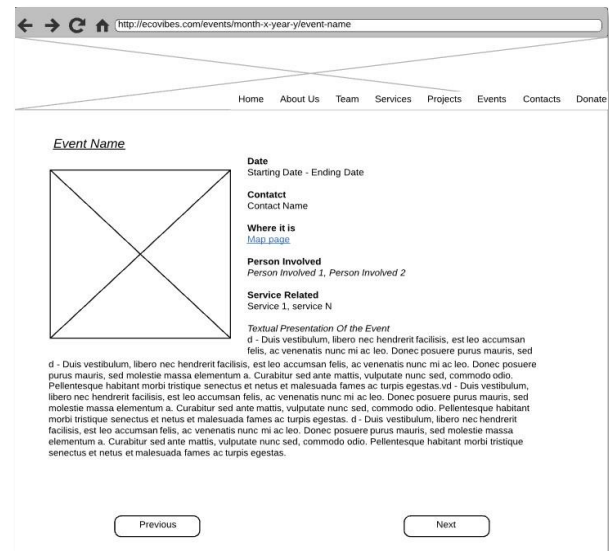 http://ecovibes.com/events/month-x-year-y/event-name
Home About Us Team Services Projects Events Contacts Donate
Event Name
Date
Starting Date - Ending Date
Contatct
Contact Name
Where it is
Map page
Person Involved
Person Involved 1, Person Involved 2
Service Related
Service 1, service N
Textual Presentation Of the Event
d - Duis vestibulum, libero nec hendrerit facilisis, est leo accumsan
felis, ac venenatis nunc mi ac leo. Donec posuere purus mauris, sed
d - Duis vestibulum, libero nec hendrerit facilisis, est leo accumsan felis, ac venenatis nunc mi ac leo. Donec posuere
purus mauris, sed molestie massa elementum a. Curabitur sed ante mattis, vulputate nunc sed, commodo odio.
Pellentesque habitant morbi tristique senectus et netus et malesuada fames ac turpis egestas.vd - Duis vestibulum,
libero nec hendrerit facilisis, est leo accumsan felis, ac venenatis nunc mi ac leo. Donec posuere purus mauris, sed
molestie massa elementum a. Curabitur sed ante mattis, vulputate nunc sed, commodo odio. Pellentesque habitant
morbi tristique senectus et netus et malesuada fames ac turpis egestas. d - Duis vestibulum, libero nec hendrerit
facilisis, est leo accumsan felis, ac venenatis nunc mi ac leo. Donec posuere purus mauris, sed molestie massa
elementum a. Curabitur sed ante mattis, vulputate nunc sed, commodo odio. Pellentesque habitant morbi tristique
senectus et netus et malesuada fames ac turpis egestas.
Previous Next